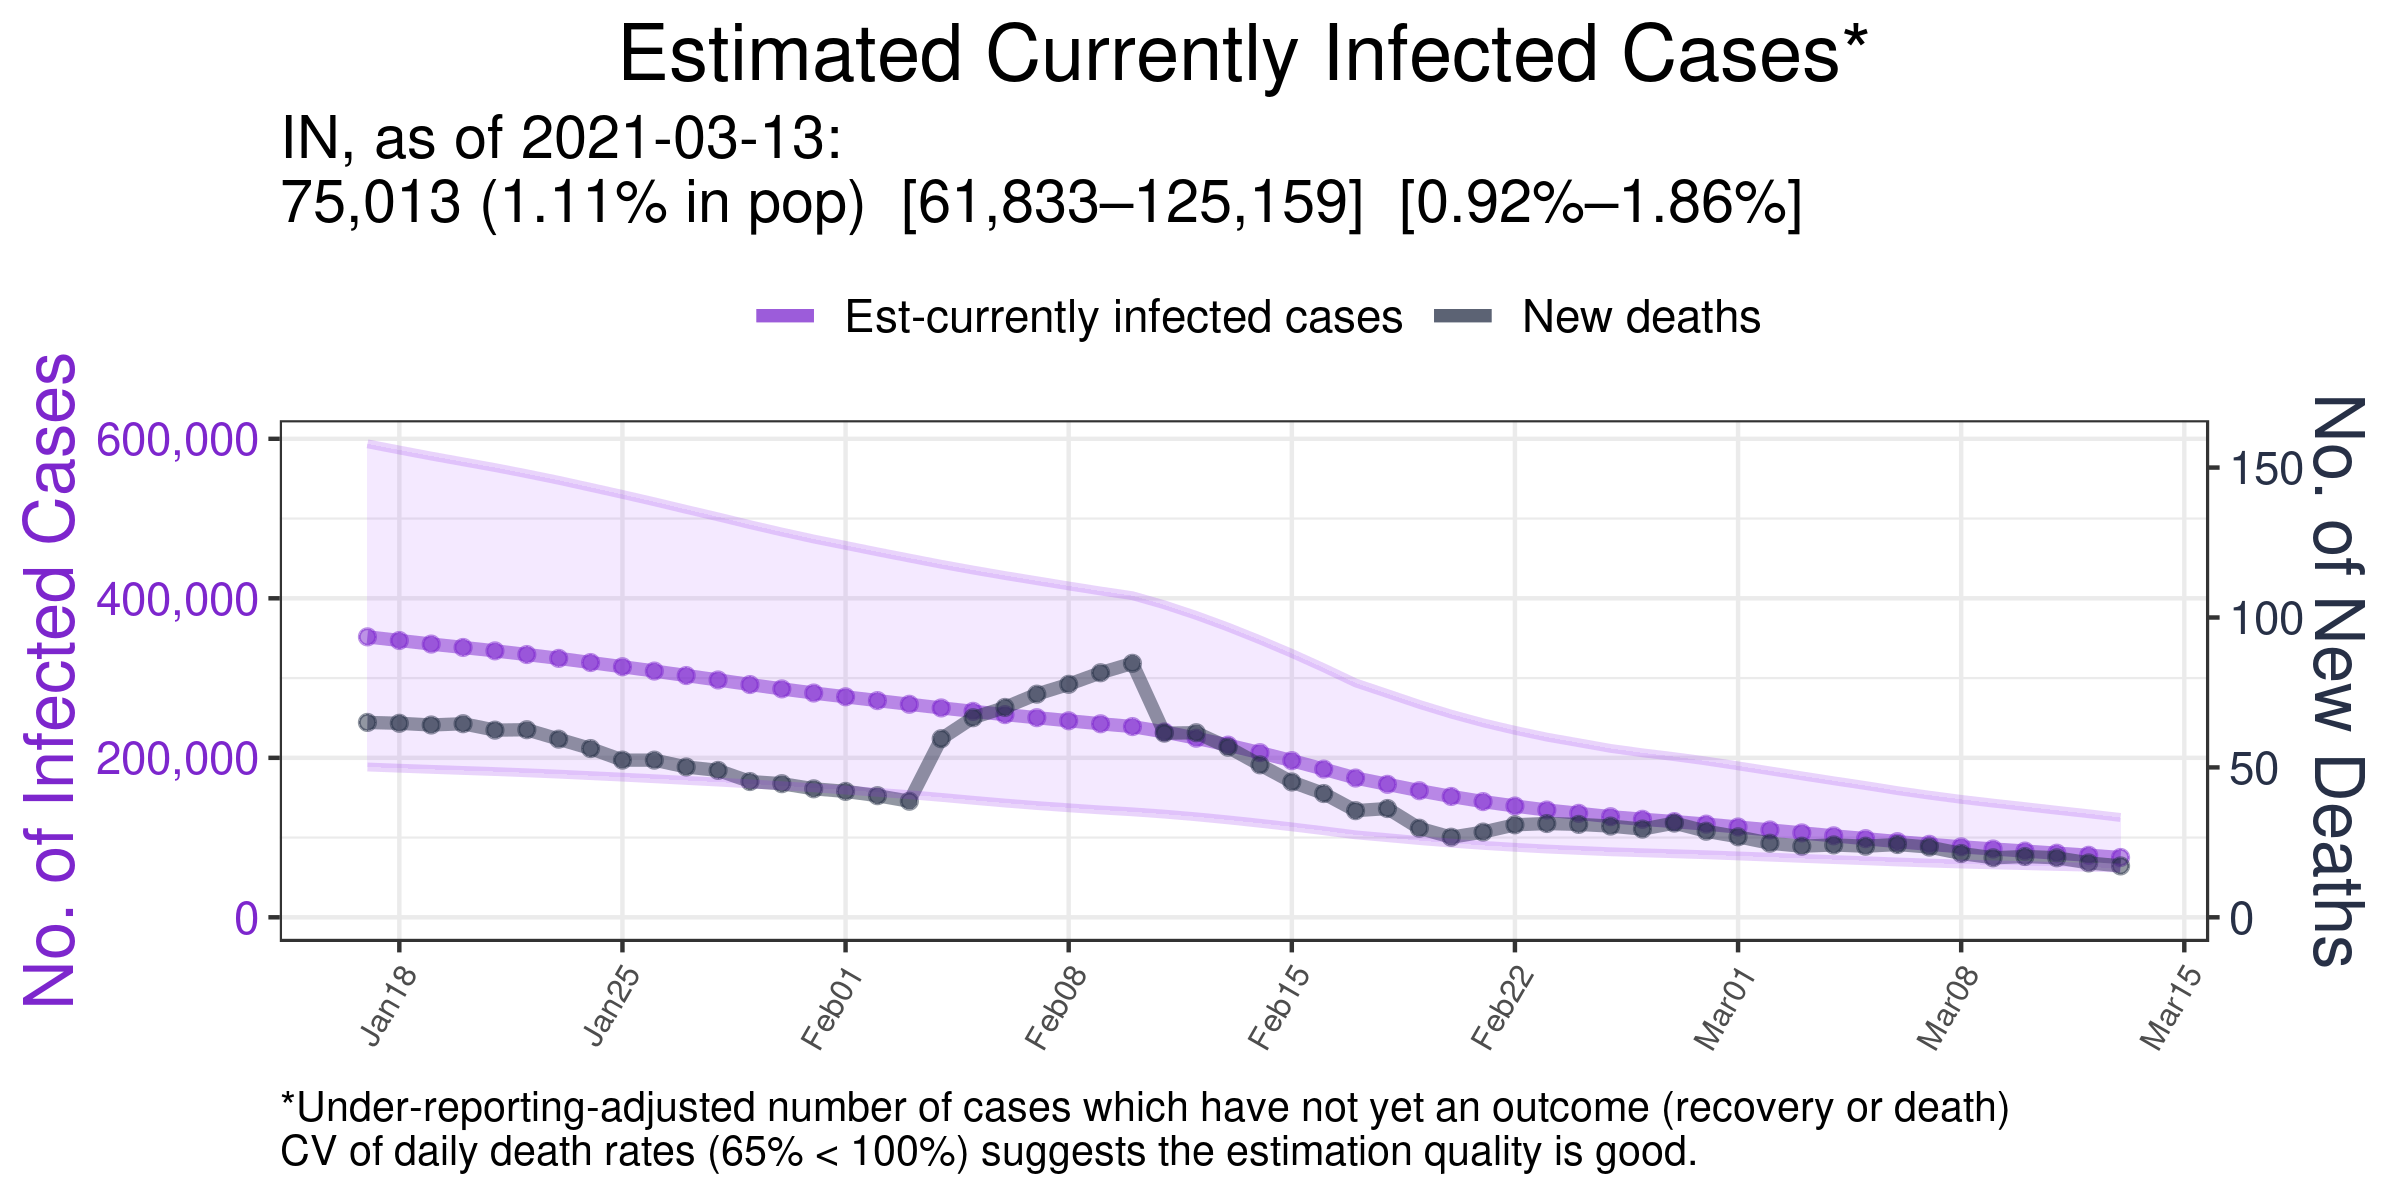 Estimated Currently Infected Cases*
IN, as of 2021-03-13:
75,013 (1.11% in pop) [61,833–125,159] [0.92%–1.86%]
Est-currently infected cases
New deaths
No. of Infected Cases
600,000
400,000
200,000
0
150
100
50
0
No. of New Deaths
Jan18
Jan25
Feb01
Feb08
Feb15
Feb22
Mar01
Mar08
Mar15
*Under-reporting-adjusted number of cases which have not yet an outcome (recovery or death)
CV of daily death rates (65% < 100%) suggests the estimation quality is good.